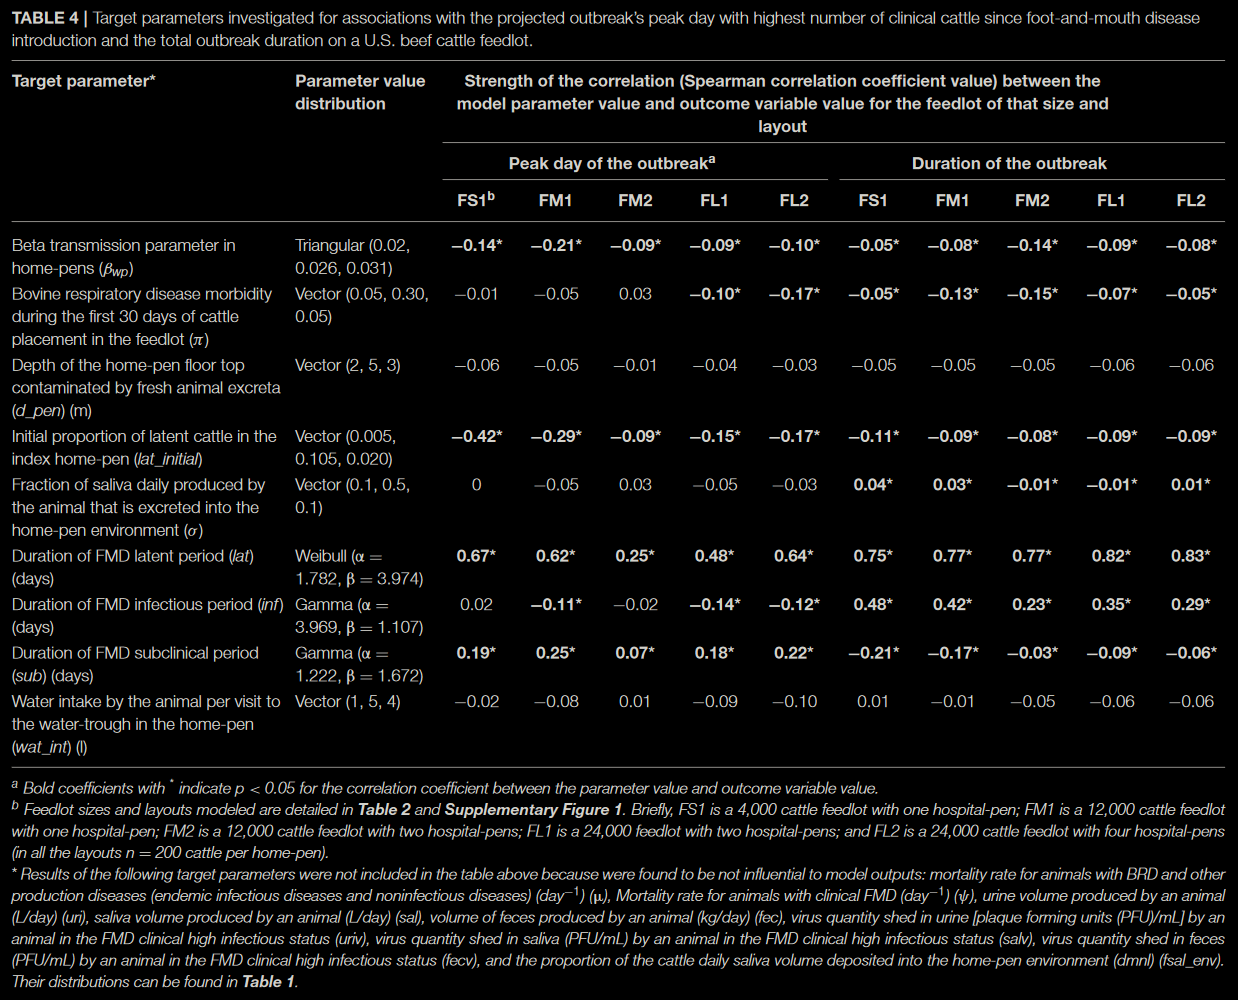 TABLE 4 | Target parameters investigated for associations with the projected outbreak's peak day with highest number of clinical cattle since foot-and-mouth disease
introduction and the total outbreak duration on a U.S. beef cattle feedlot.
Target parameter* Parameter value Strength of the correlation (Spearman correlation coefficient value) between the
distribution model parameter value and outcome variable value for the feedlot of that size and
layout
Peak day of the outbreakᵃ Duration of the outbreak
FS1ᵇ FM1 FM2 FL1 FL2 FS1 FM1 FM2 FL1 FL2
Beta transmission parameter in Triangular (0.02, −0.14* −0.21* −0.09* −0.09* −0.10* −0.05* −0.08* −0.14* −0.09* −0.08*
home-pens (βwp) 0.026, 0.031)
Bovine respiratory disease morbidity Vector (0.05, 0.30, −0.01 −0.05 0.03 −0.10* −0.17* −0.05* −0.13* −0.15* −0.07* −0.05*
during the first 30 days of cattle 0.05)
placement in the feedlot (π)
Depth of the home-pen floor top Vector (2, 5, 3) −0.06 −0.05 −0.01 −0.04 −0.03 −0.05 −0.05 −0.05 −0.06 −0.06
contaminated by fresh animal excreta
(d_pen) (m)
Initial proportion of latent cattle in the Vector (0.005, −0.42* −0.29* −0.09* −0.15* −0.17* −0.11* −0.09* −0.08* −0.09* −0.09*
index home-pen (lat_initial) 0.105, 0.020)
Fraction of saliva daily produced by Vector (0.1, 0.5, 0 −0.05 0.03 −0.05 −0.03 0.04* 0.03* −0.01* −0.01* 0.01*
the animal that is excreted into the 0.1)
home-pen environment (σ)
Duration of FMD latent period (lat) Weibull (α = 0.67* 0.62* 0.25* 0.48* 0.64* 0.75* 0.77* 0.77* 0.82* 0.83*
(days) 1.782, β = 3.974)
Duration of FMD infectious period (inf) Gamma (α = 0.02 −0.11* −0.02 −0.14* −0.12* 0.48* 0.42* 0.23* 0.35* 0.29*
(days) 3.969, β = 1.107)
Duration of FMD subclinical period Gamma (α = 0.19* 0.25* 0.07* 0.18* 0.22* −0.21* −0.17* −0.03* −0.09* −0.06*
(sub) (days) 1.222, β = 1.672)
Water intake by the animal per visit to Vector (1, 5, 4) −0.02 −0.08 0.01 −0.09 −0.10 0.01 −0.01 −0.05 −0.06 −0.06
the water-trough in the home-pen
(wat_int) (l)
ᵃ Bold coefficients with * indicate p < 0.05 for the correlation coefficient between the parameter value and outcome variable value.
ᵇ Feedlot sizes and layouts modeled are detailed in Table 2 and Supplementary Figure 1. Briefly, FS1 is a 4,000 cattle feedlot with one hospital-pen; FM1 is a 12,000 cattle feedlot
with one hospital-pen; FM2 is a 12,000 cattle feedlot with two hospital-pens; FL1 is a 24,000 feedlot with two hospital-pens; and FL2 is a 24,000 cattle feedlot with four hospital-pens
(in all the layouts n = 200 cattle per home-pen).
* Results of the following target parameters were not included in the table above because were found to be not influential to model outputs: mortality rate for animals with BRD and other
production diseases (endemic infectious diseases and noninfectious diseases) (day⁻¹) (μ), Mortality rate for animals with clinical FMD (day⁻¹) (ψ), urine volume produced by an animal
(L/day) (uri), saliva volume produced by an animal (L/day) (sal), volume of feces produced by an animal (kg/day) (fec), virus quantity shed in urine [plaque forming units (PFU)/mL] by an
animal in the FMD clinical high infectious status (uriv), virus quantity shed in saliva (PFU/mL) by an animal in the FMD clinical high infectious status (salv), virus quantity shed in feces
(PFU/mL) by an animal in the FMD clinical high infectious status (fecv), and the proportion of the cattle daily saliva volume deposited into the home-pen environment (dmnl) (fsal_env).
Their distributions can be found in Table 1.